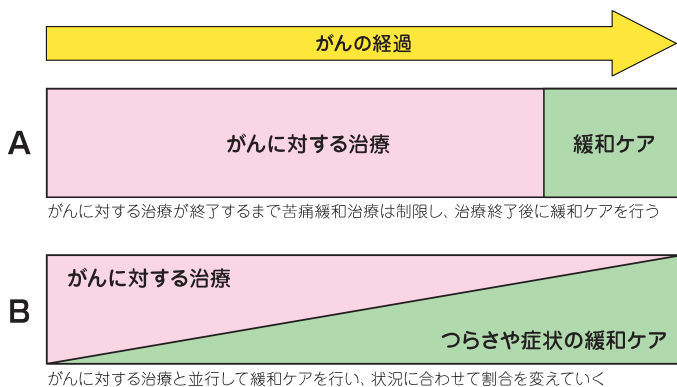 がんの経過
A
がんに対する治療
緩和ケア
がんに対する治療が終了するまで苦痛緩和治療は制限し、治療終了後に緩和ケアを行う
B
がんに対する治療
つらさや症状の緩和ケア
がんに対する治療と並行して緩和ケアを行い、状況に合わせて割合を変えていく